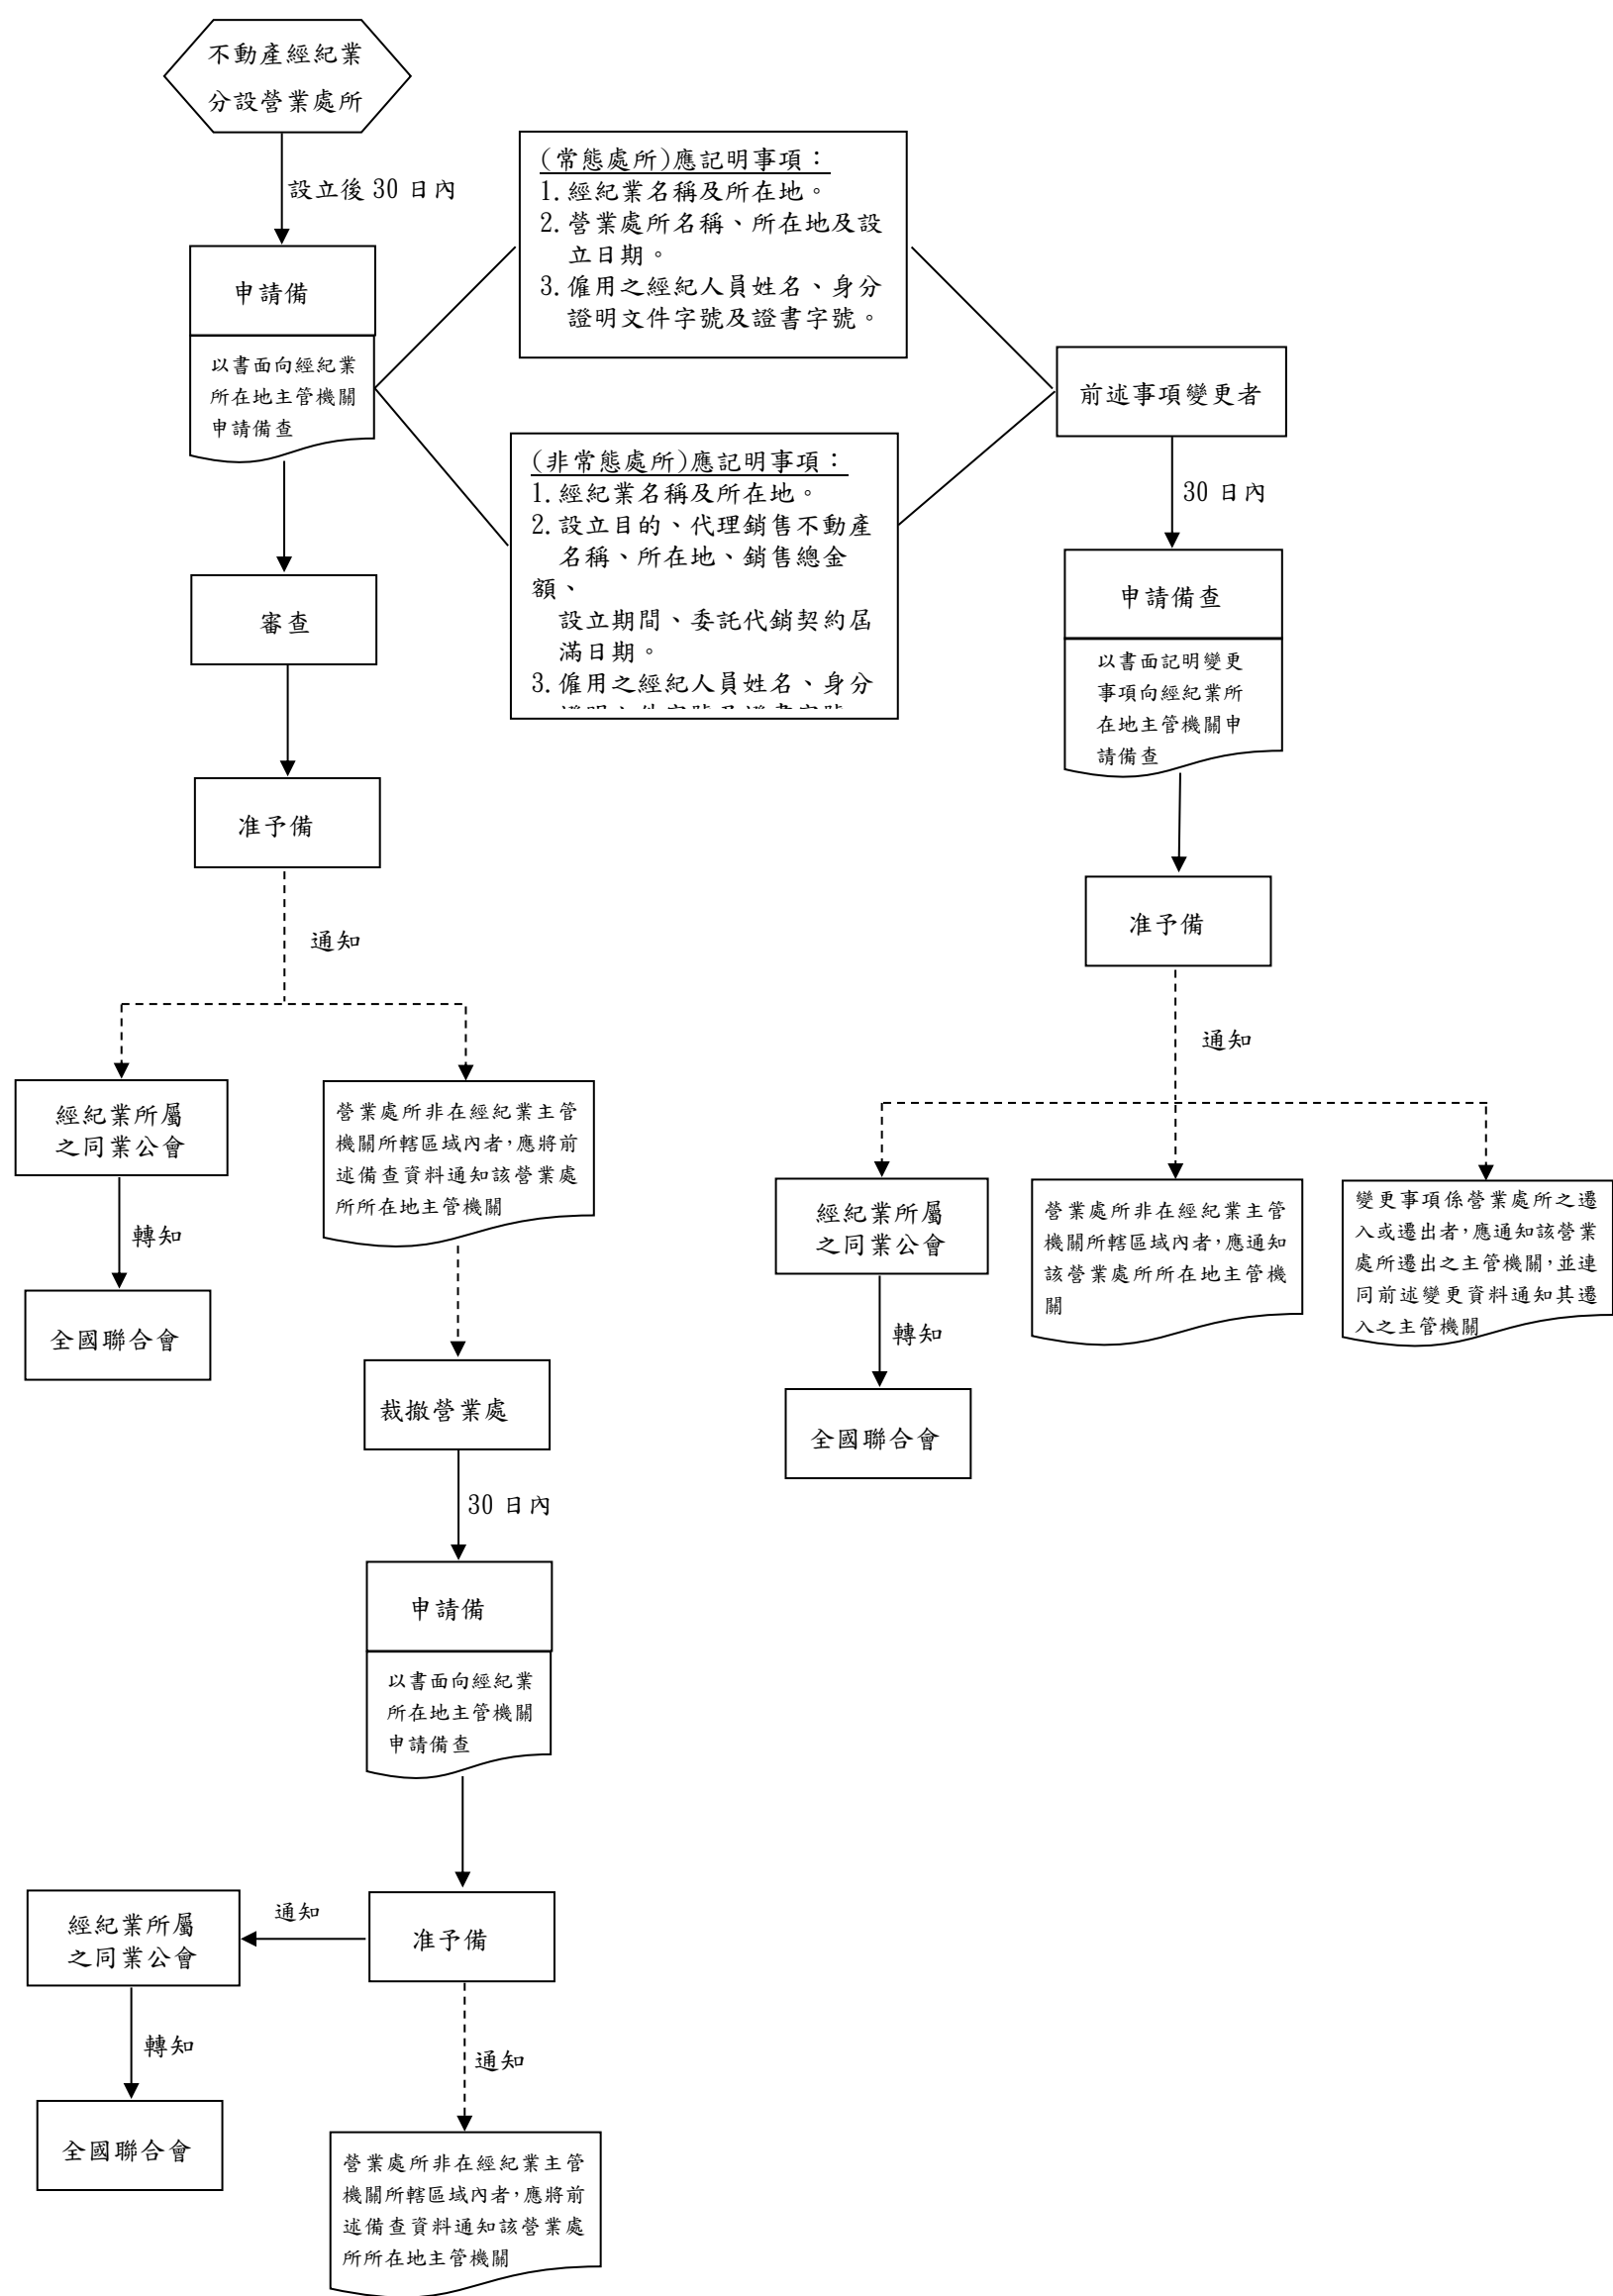 不動產經紀業
分設營業處所
設立後 30 日內
申請備
以書面向經紀業
所在地主管機關
申請備查
(常態處所)應記明事項：
1. 經紀業名稱及所在地。
2. 營業處所名稱、所在地及設
立日期。
3. 僱用之經紀人員姓名、身分
證明文件字號及證書字號。
(非常態處所)應記明事項：
1. 經紀業名稱及所在地。
2. 設立目的、代理銷售不動產
名稱、所在地、銷售總金
額、
設立期間、委託代銷契約屆
滿日期。
3. 僱用之經紀人員姓名、身分
審查
准予備
通知
經紀業所屬
之同業公會
轉知
全國聯合會
營業處所非在經紀業主管
機關所轄區域內者，應將前
述備查資料通知該營業處
所所在地主管機關
裁撤營業處
30 日內
申請備
以書面向經紀業
所在地主管機關
申請備查
准予備
通知
經紀業所屬
之同業公會
轉知
全國聯合會
通知
營業處所非在經紀業主管
機關所轄區域內者，應將前
述備查資料通知該營業處
所所在地主管機關
前述事項變更者
30 日內
申請備查
以書面記明變更
事項向經紀業所
在地主管機關申
請備查
准予備
通知
經紀業所屬
之同業公會
轉知
全國聯合會
營業處所非在經紀業主管
機關所轄區域內者，應通知
該營業處所所在地主管機
關
變更事項係營業處所之遷
入或遷出者，應通知該營業
處所遷出之主管機關，並連
同前述變更資料通知其遷
入之主管機關